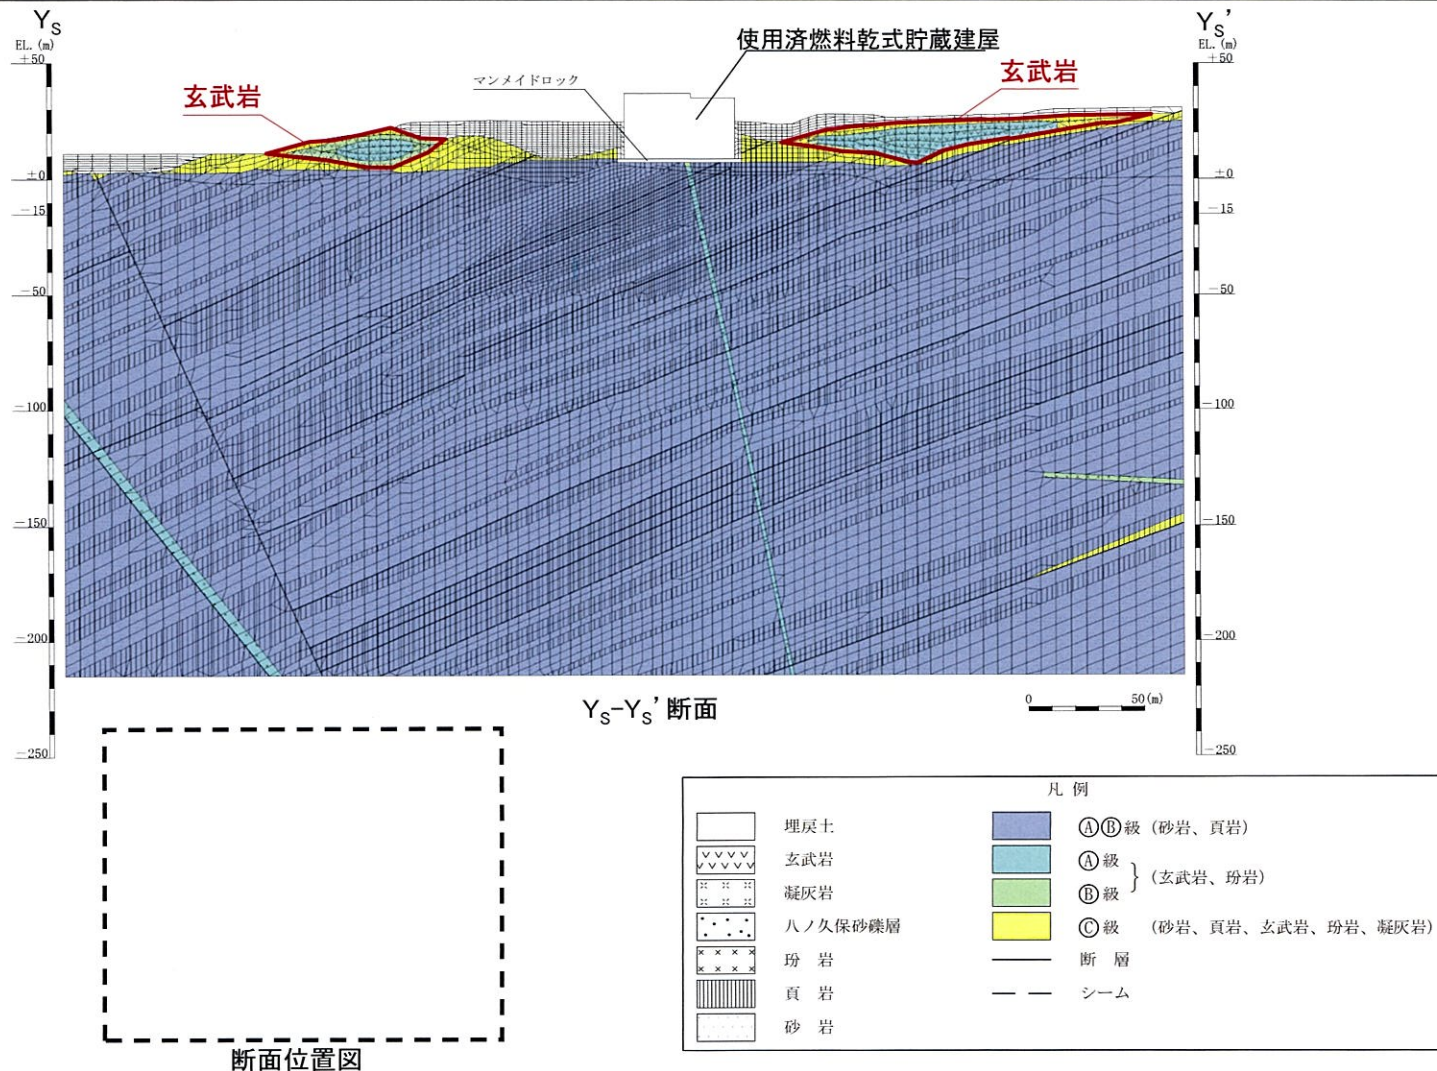 Ys
Ys'
EL. (m)
EL. (m)
+50
+50
使用済燃料乾式貯蔵建屋
マンメイドロック
玄武岩
玄武岩
±0
±0
-15
-15
-50
-50
-100
-100
-150
-150
-200
-200
-250
-250
Ys-Ys'断面
0 50(m)
断面位置図
凡 例
埋戻土
玄武岩
凝灰岩
八ノ久保砂礫層
玢 岩
頁 岩
砂 岩
ⒶⒷ級 (砂岩、頁岩)
Ⓐ級
Ⓑ級
(玄武岩、玢岩)
Ⓒ級 (砂岩、頁岩、玄武岩、玢岩、凝灰岩)
断 層
シーム